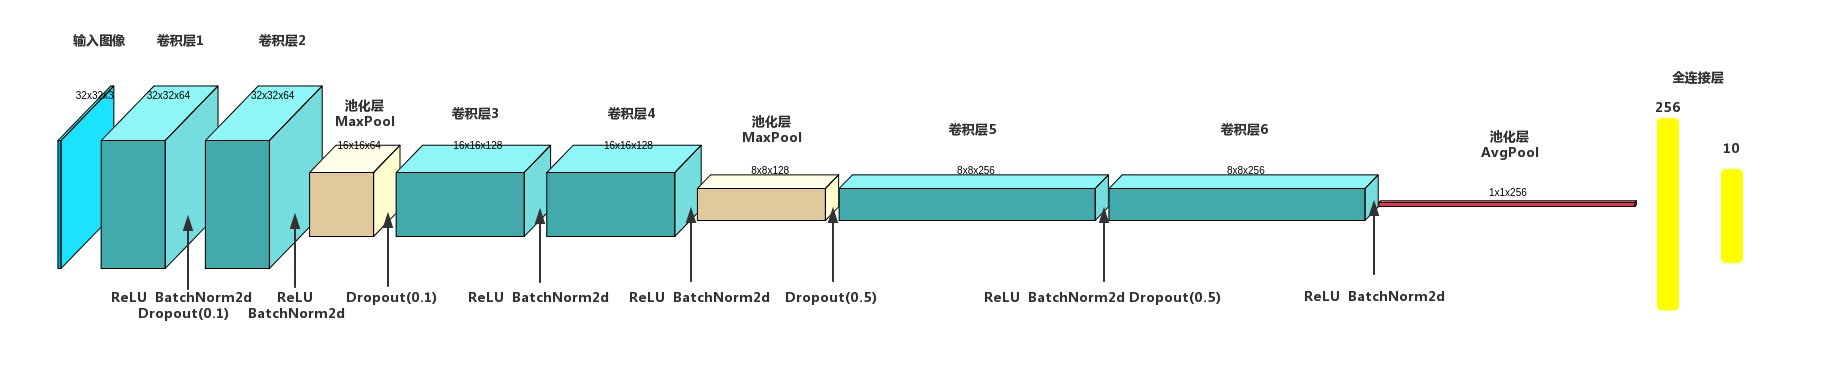 输入图像
卷积层1
卷积层2
32x32x3
32x32x64
32x32x64
池化层
MaxPool
16x16x64
卷积层3
16x16x128
卷积层4
16x16x128
池化层
MaxPool
8x8x128
卷积层5
8x8x256
卷积层6
8x8x256
池化层
AvgPool
1x1x256
全连接层
256
10
ReLU BatchNorm2d
Dropout(0.1)
ReLU
BatchNorm2d
Dropout(0.1)
ReLU BatchNorm2d
ReLU BatchNorm2d
Dropout(0.5)
ReLU BatchNorm2d Dropout(0.5)
ReLU BatchNorm2d